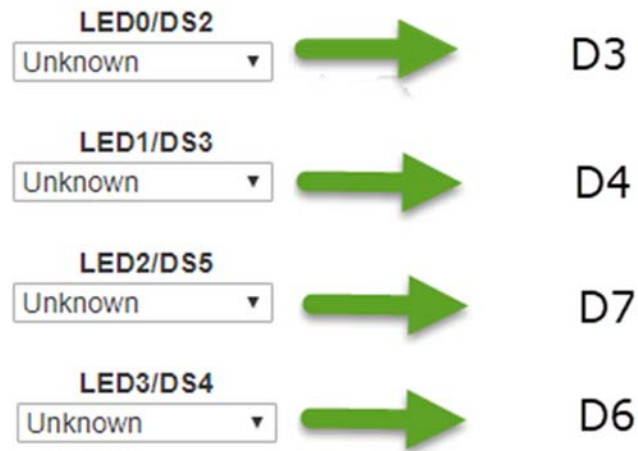 LED0/DS2
Unknown
D3
LED1/DS3
Unknown
D4
LED2/DS5
Unknown
D7
LED3/DS4
Unknown
D6